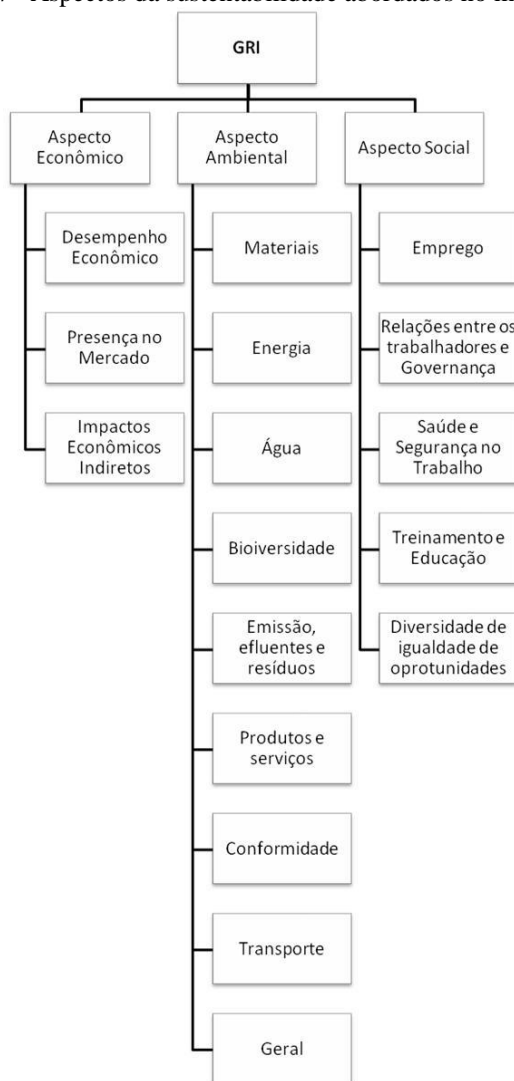 Aspectos da sustentabilidade abordados no
GRI
Aspecto
Econômico
Aspecto
Ambiental
Aspecto Social
Desempenho
Econômico
Presença no
Mercado
Impactos
Econômicos
Indiretos
Materiais
Energia
Água
Bioiversidade
Emissão,
efluentes e
resíduos
Produtos e
serviços
Conformidade
Transporte
Geral
Emprego
Relações entre os
trabalhadores e
Governança
Saúde e
Segurança no
Trabalho
Treinamento e
Educação
Diversidade de
igualdade de
oprotunidades